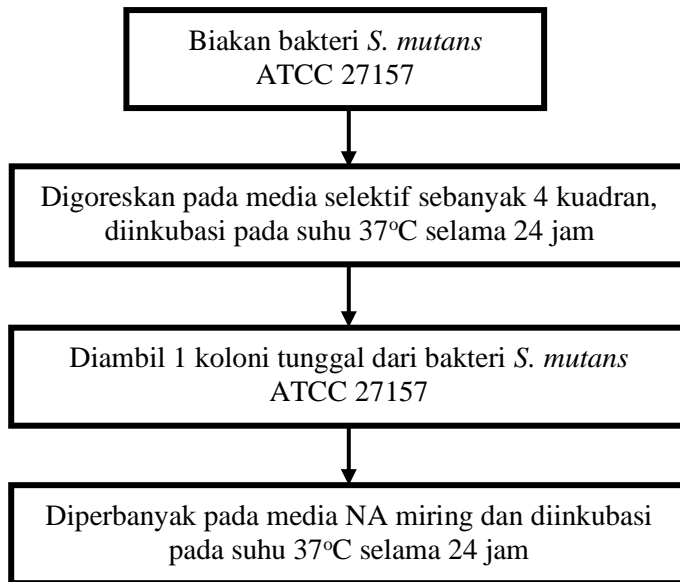 Biakan bakteri S. mutans
ATCC 27157
Digoreskan pada media selektif sebanyak 4 kuadran,
diinkubasi pada suhu 37°C selama 24 jam
Diambil 1 koloni tunggal dari bakteri S. mutans
ATCC 27157
Diperbanyak pada media NA miring dan diinkubasi
pada suhu 37°C selama 24 jam